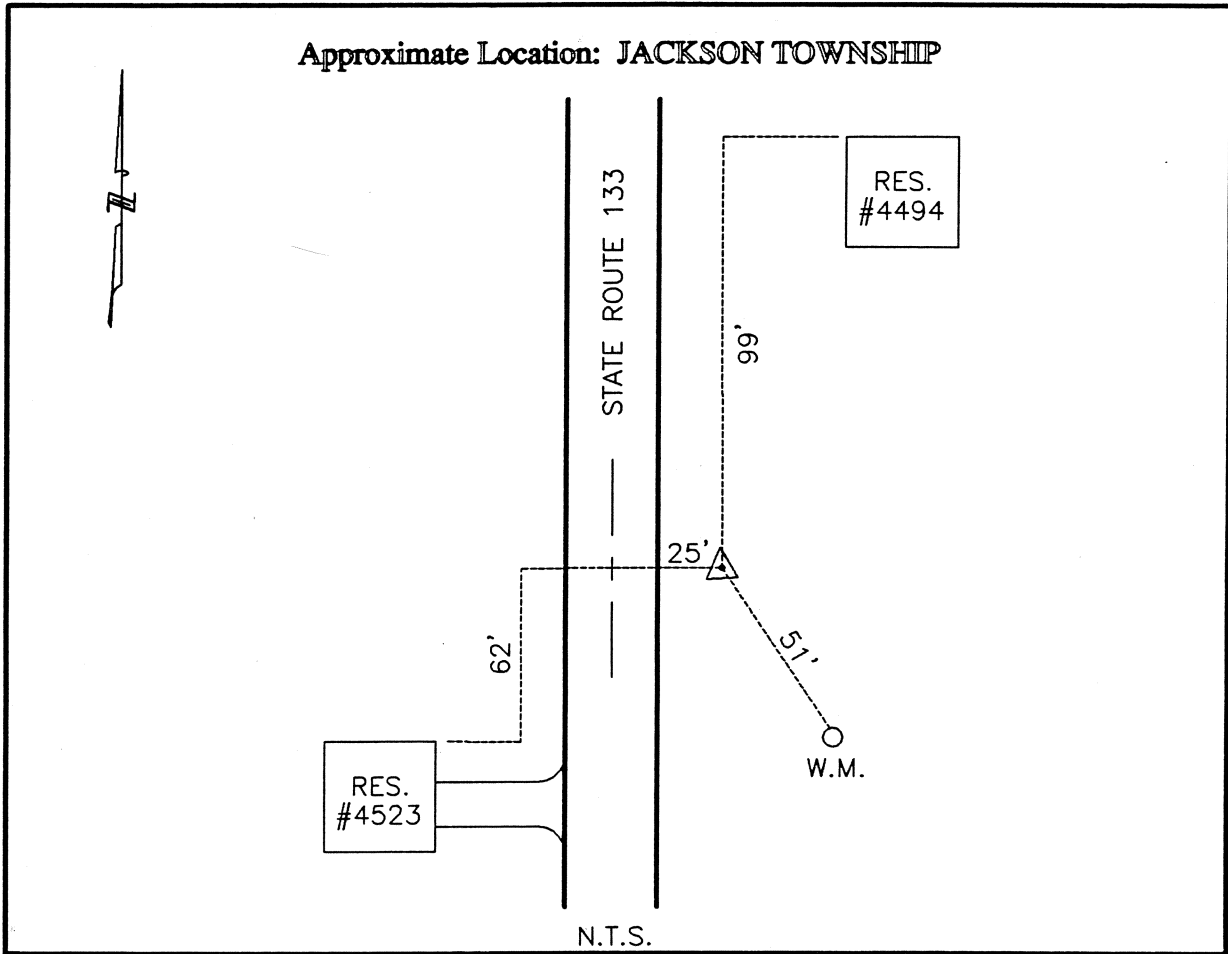 Approximate Location: JACKSON TOWNSHIP
N
STATE ROUTE 133
RES.
#4494
99'
25'
62'
51'
W.M.
RES.
#4523
N.T.S.